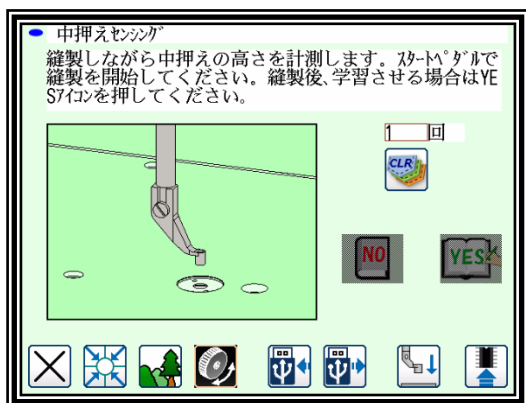 中押えｾﾝｼﾝｸﾞ
縫製しながら中押えの高さを計測します。ｽﾀｰﾄﾍﾟﾀﾞﾙで
縫製を開始してください。縫製後､学習させる場合はYE
Sｱｲｺﾝを押してください。
1 回
CLR
NO YES